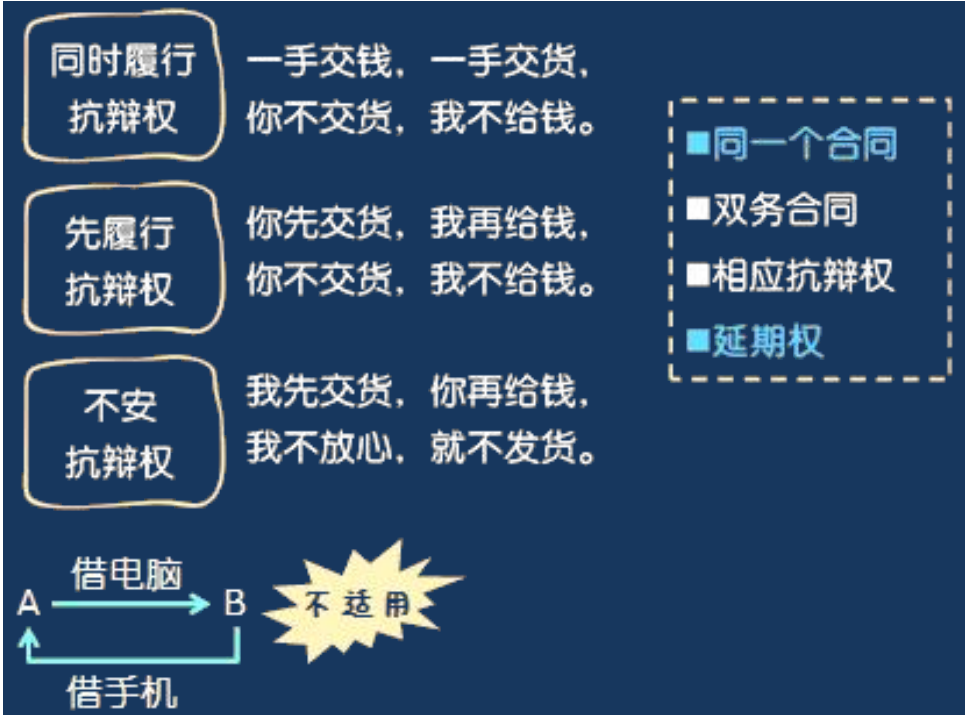 同时履行
抗辩权
一手交钱，一手交货，
你不交货，我不给钱。
先履行
抗辩权
你先交货，我再给钱，
你不交货，我不给钱。
不安
抗辩权
我先交货，你再给钱，
我不放心，就不发货。
■同一个合同
■双务合同
■相应抗辩权
■延期权
借电脑
A
B
不适用
借手机